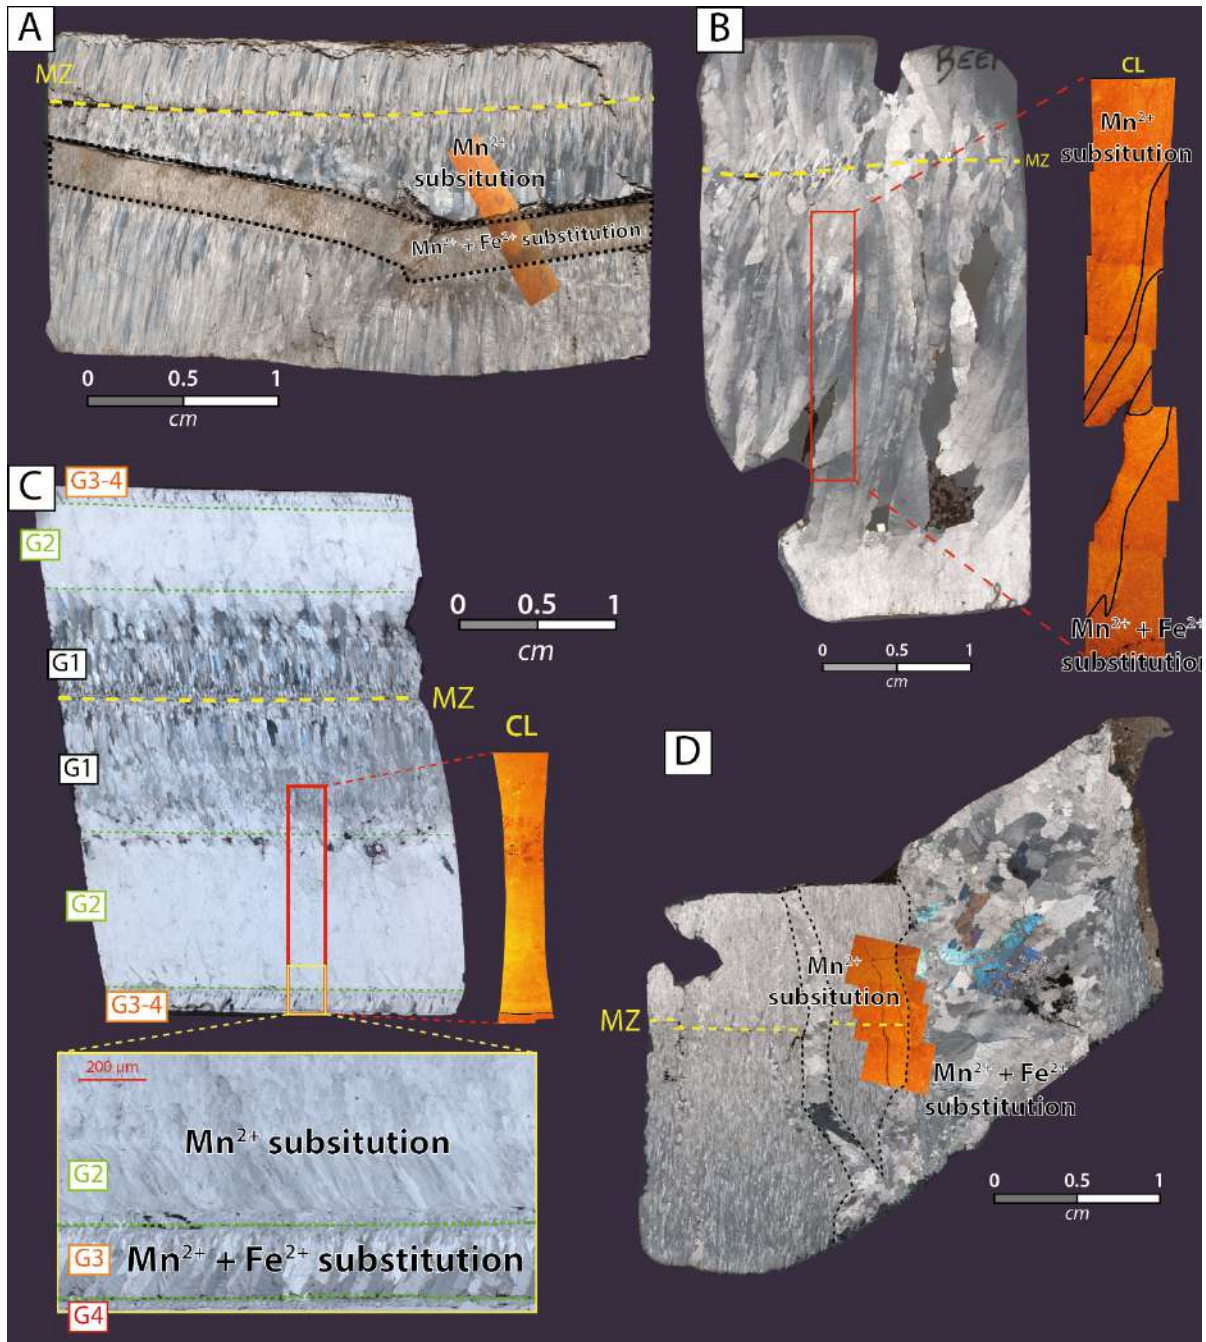 A
MZ
Mn²⁺
subsitution
Mn²⁺ + Fe²⁺ substitution
0 0.5 1
cm
B
BEEF
CL
Mn²⁺
subsitution
MZ
Mn²⁺ + Fe²⁺
substitution
0 0.5 1
cm
C
G3-4
G2
G1
MZ
G1
G2
G3-4
0 0.5 1
cm
CL
200 µm
Mn²⁺ subsitution
G2
G3
Mn²⁺ + Fe²⁺ substitution
G4
D
Mn²⁺
subsitution
MZ
Mn²⁺ + Fe²⁺
substitution
0 0.5 1
cm